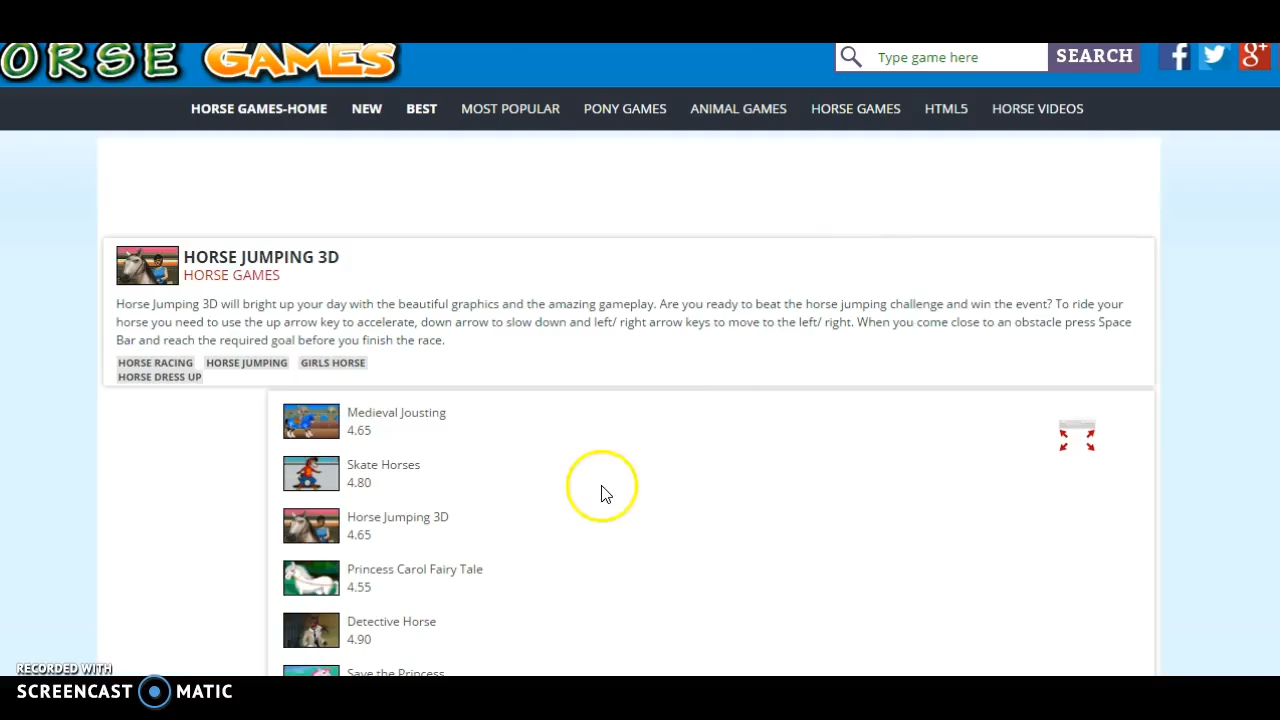 ORSE GAMES
Type game here
SEARCH
HORSE GAMES-HOME NEW BEST MOST POPULAR PONY GAMES ANIMAL GAMES HORSE GAMES HTML5 HORSE VIDEOS
HORSE JUMPING 3D
HORSE GAMES
Horse Jumping 3D will bright up your day with the beautiful graphics and the amazing gameplay. Are you ready to beat the horse jumping challenge and win the event? To ride your
horse you need to use the up arrow key to accelerate, down arrow to slow down and left/ right arrow keys to move to the left/ right. When you come close to an obstacle press Space
Bar and reach the required goal before you finish the race.
HORSE RACING HORSE JUMPING GIRLS HORSE
HORSE DRESS UP
Medieval Jousting
4.65
Skate Horses
4.80
Horse Jumping 3D
4.65
Princess Carol Fairy Tale
4.55
Detective Horse
4.90
Save the Princess
RECORDED WITH
SCREENCAST MATIC